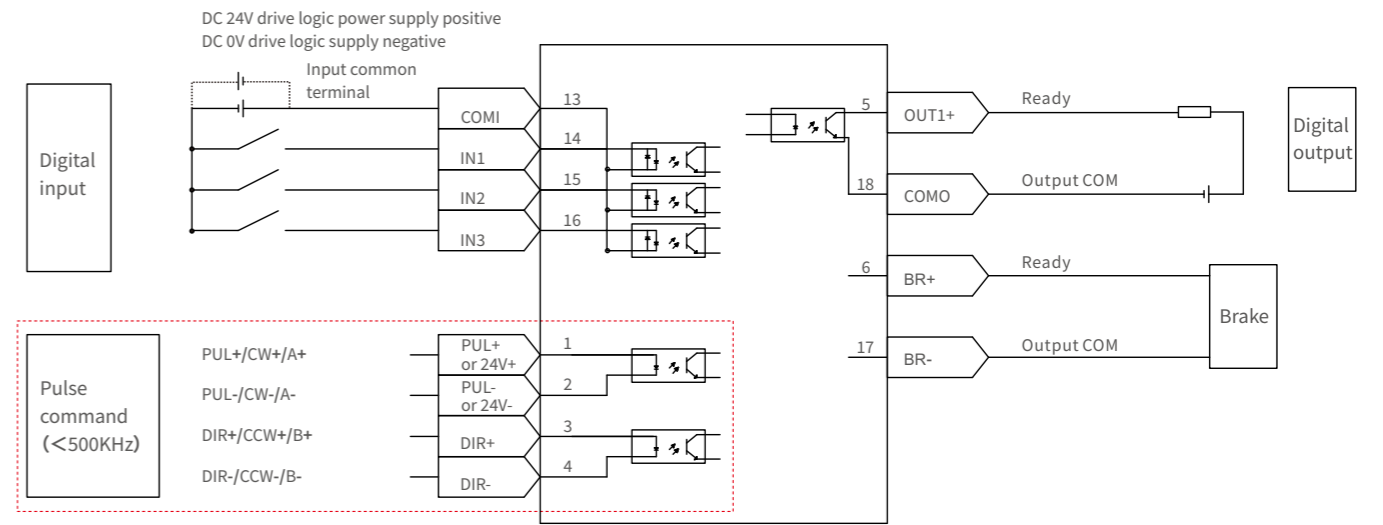 DC 24V drive logic power supply positive
DC 0V drive logic supply negative
Input common
terminal
Digital
input
COMI
13
IN1
14
IN2
15
IN3
16
5
OUT1+
Ready
18
COMO
Output COM
Digital
output
6
BR+
Ready
17
BR-
Output COM
Brake
Pulse
command
(<500KHz)
PUL+/CW+/A+
PUL+
or 24V+
1
PUL-/CW-/A-
PUL-
or 24V-
2
DIR+/CCW+/B+
DIR+
3
DIR-/CCW-/B-
DIR-
4